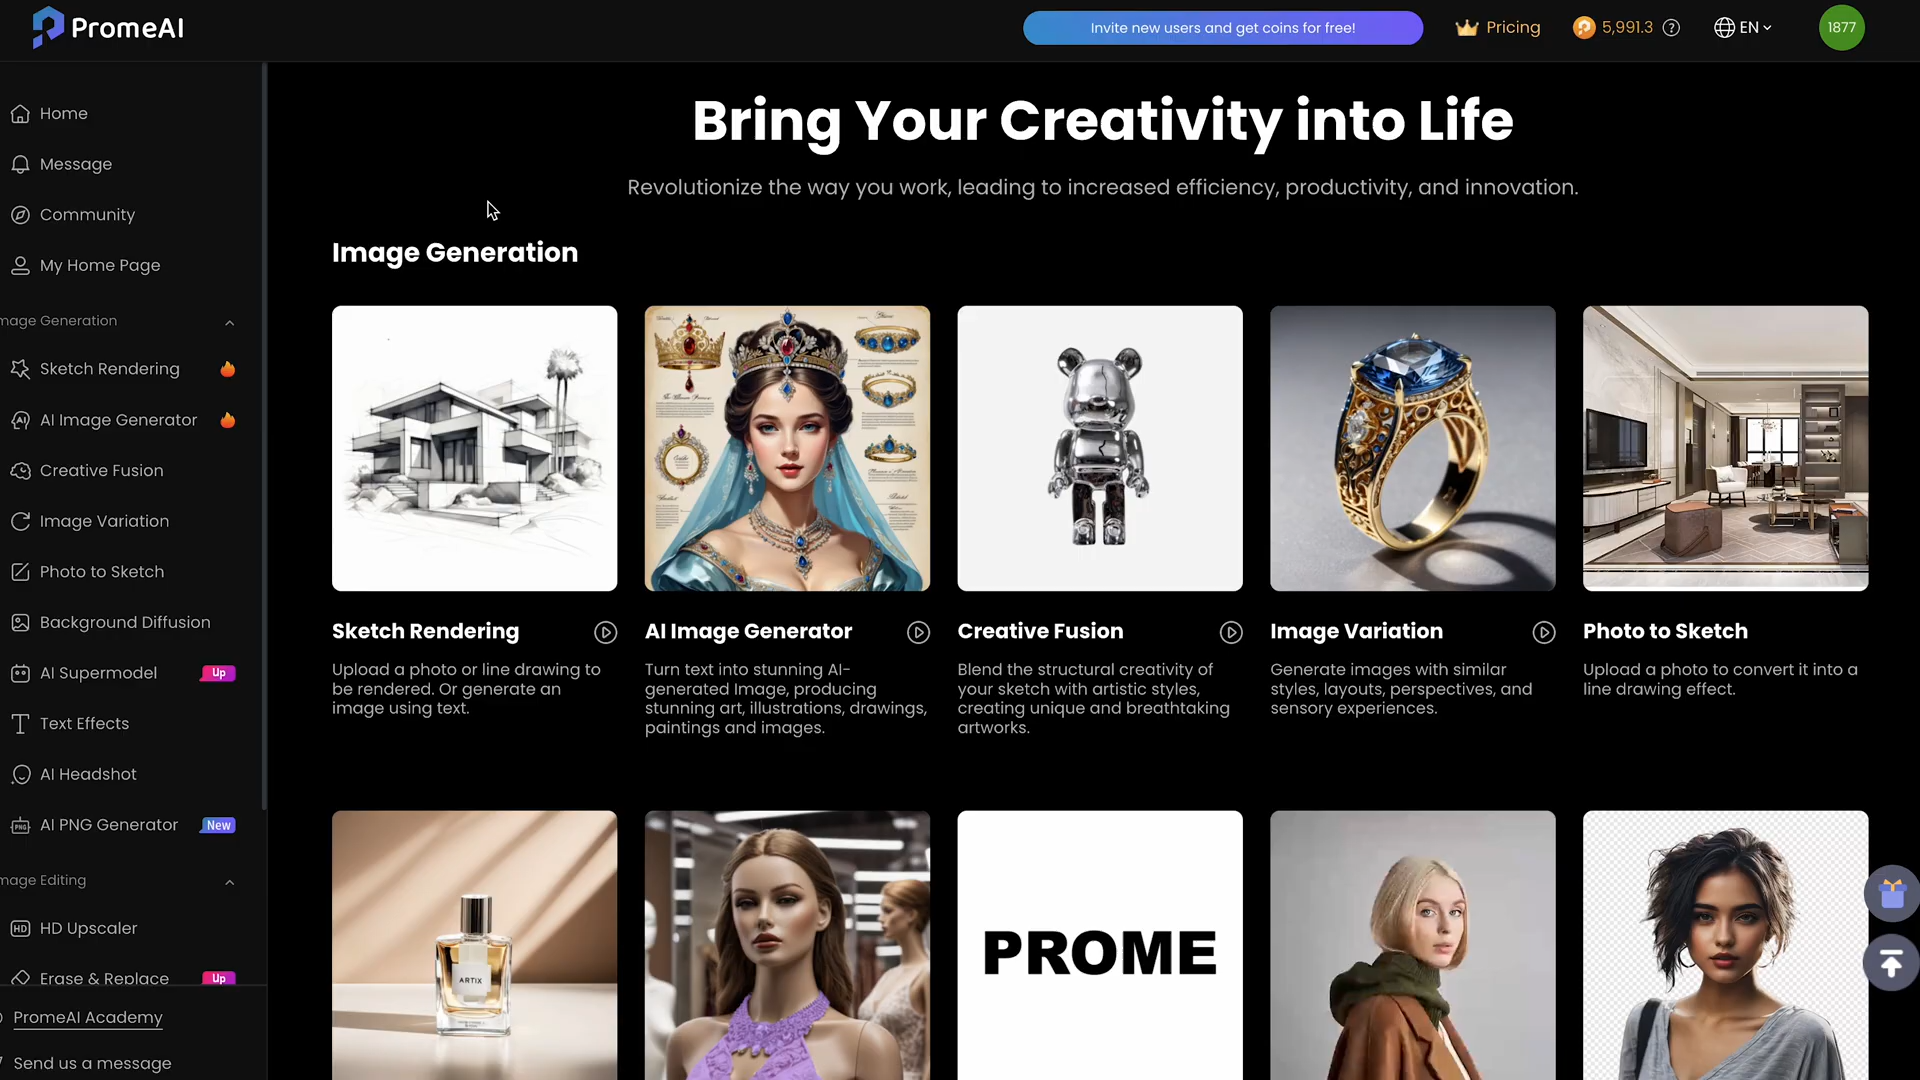 PromeAI
Invite new users and get coins for free!
Pricing
5,991.3
EN
1877
Home
Message
Community
My Home Page
mage Generation
Sketch Rendering
AI Image Generator
Creative Fusion
Image Variation
Photo to Sketch
Background Diffusion
AI Supermodel
Up
Text Effects
AI Headshot
AI PNG Generator
New
mage Editing
HD Upscaler
Erase & Replace
Up
PromeAI Academy
Send us a message
Bring Your Creativity into Life
Revolutionize the way you work, leading to increased efficiency, productivity, and innovation.
Image Generation
Sketch Rendering
Upload a photo or line drawing to
be rendered. Or generate an
image using text.
AI Image Generator
Turn text into stunning AI-
generated Image, producing
stunning art, illustrations, drawings,
paintings and images.
Creative Fusion
Blend the structural creativity of
your sketch with artistic styles,
creating unique and breathtaking
artworks.
Image Variation
Generate images with similar
styles, layouts, perspectives, and
sensory experiences.
Photo to Sketch
Upload a photo to convert it into a
line drawing effect.
ARTIX
PROME